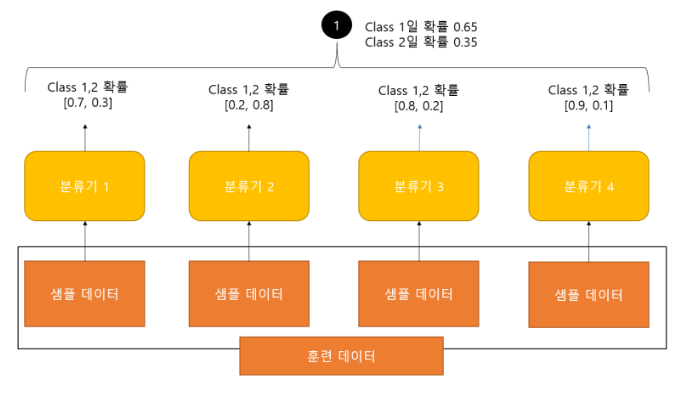 1
Class 1일 확률 0.65
Class 2일 확률 0.35
Class 1,2 확률
[0.7, 0.3]
Class 1,2 확률
[0.2, 0.8]
Class 1,2 확률
[0.8, 0.2]
Class 1,2 확률
[0.9, 0.1]
분류기 1
분류기 2
분류기 3
분류기 4
샘플 데이터
샘플 데이터
샘플 데이터
샘플 데이터
훈련 데이터